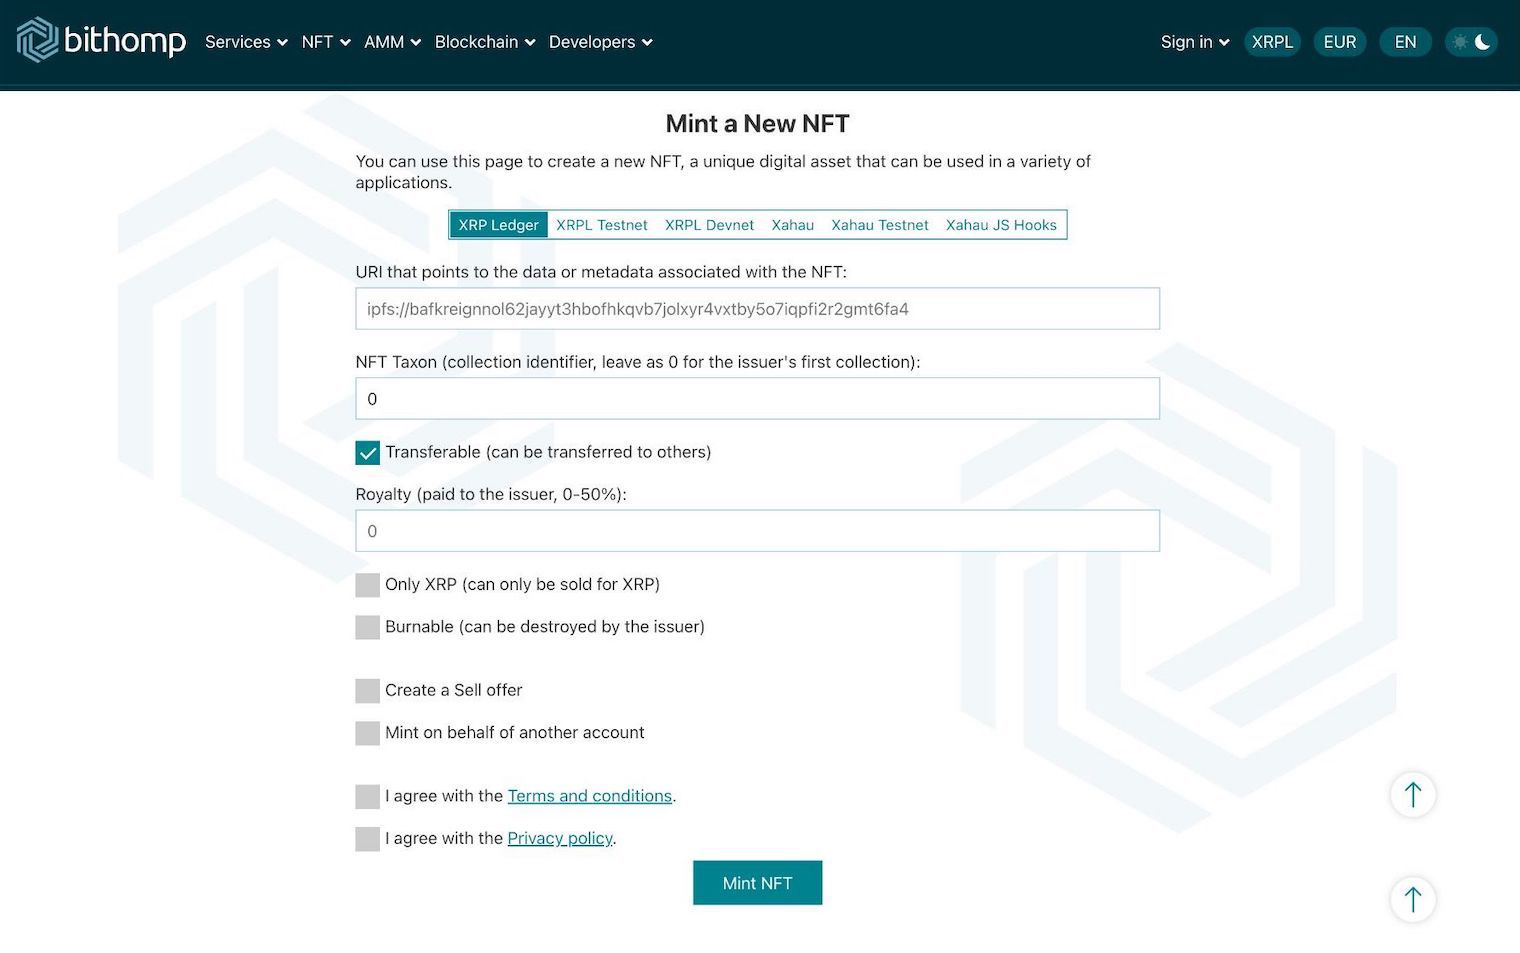 bithomp Services NFT AMM Blockchain Developers Sign in XRPL EUR EN
Mint a New NFT
You can use this page to create a new NFT, a unique digital asset that can be used in a variety of
applications.
XRP Ledger XRPL Testnet XRPL Devnet Xahau Xahau Testnet Xahau JS Hooks
URI that points to the data or metadata associated with the NFT:
ipfs://bafkreignnol62jayyt3hbofhkqvb7jolxyr4vxtby5o7iqpfi2r2gmt6fa4
NFT Taxon (collection identifier, leave as 0 for the issuer's first collection):
0
Transferable (can be transferred to others)
Royalty (paid to the issuer, 0-50%):
0
Only XRP (can only be sold for XRP)
Burnable (can be destroyed by the issuer)
Create a Sell offer
Mint on behalf of another account
I agree with the Terms and conditions.
I agree with the Privacy policy.
Mint NFT